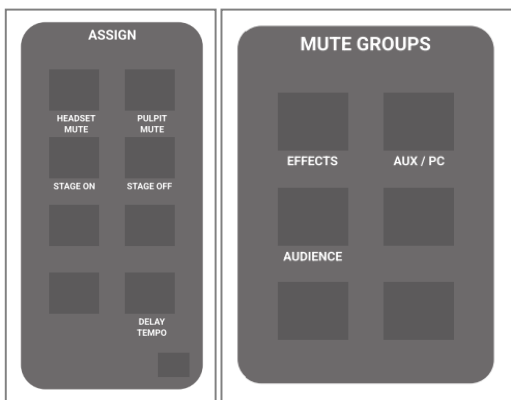 ASSIGN
HEADSET MUTE
PULPIT MUTE
STAGE ON
STAGE OFF
DELAY TEMPO
MUTE GROUPS
EFFECTS
AUX / PC
AUDIENCE